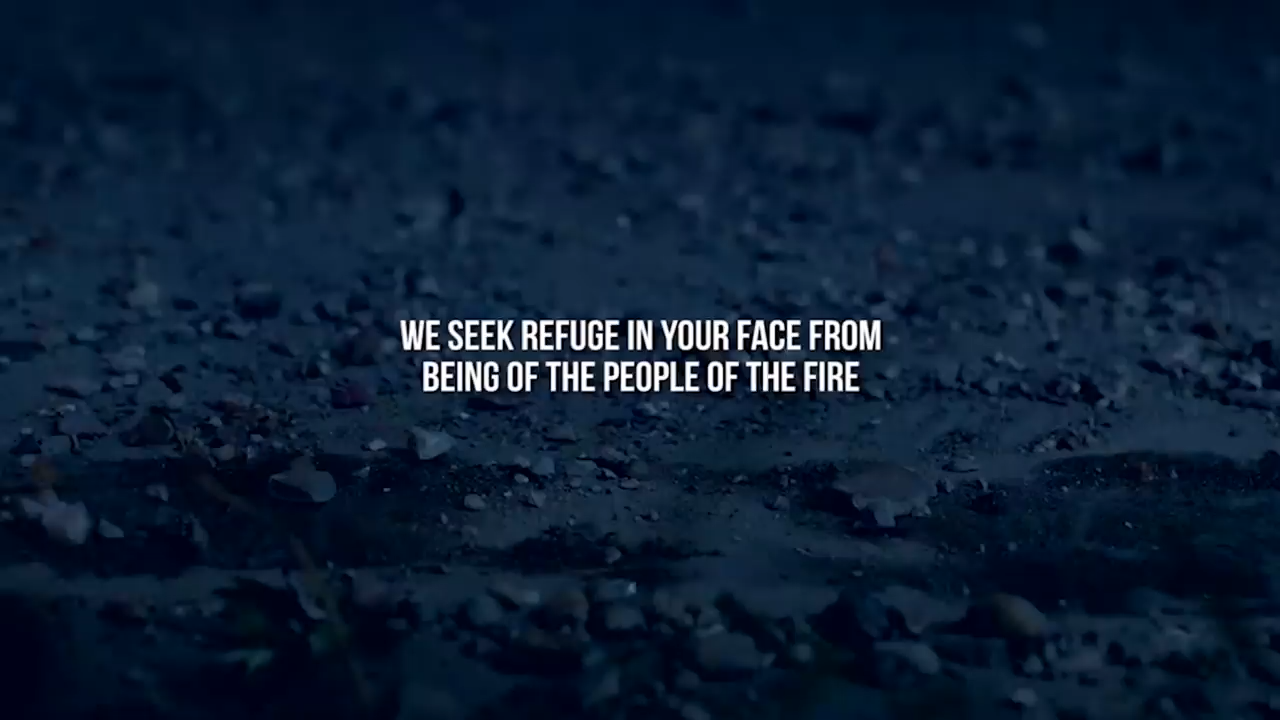 WE SEEK REFUGE IN YOUR FACE FROM
BEING OF THE PEOPLE OF THE FIRE